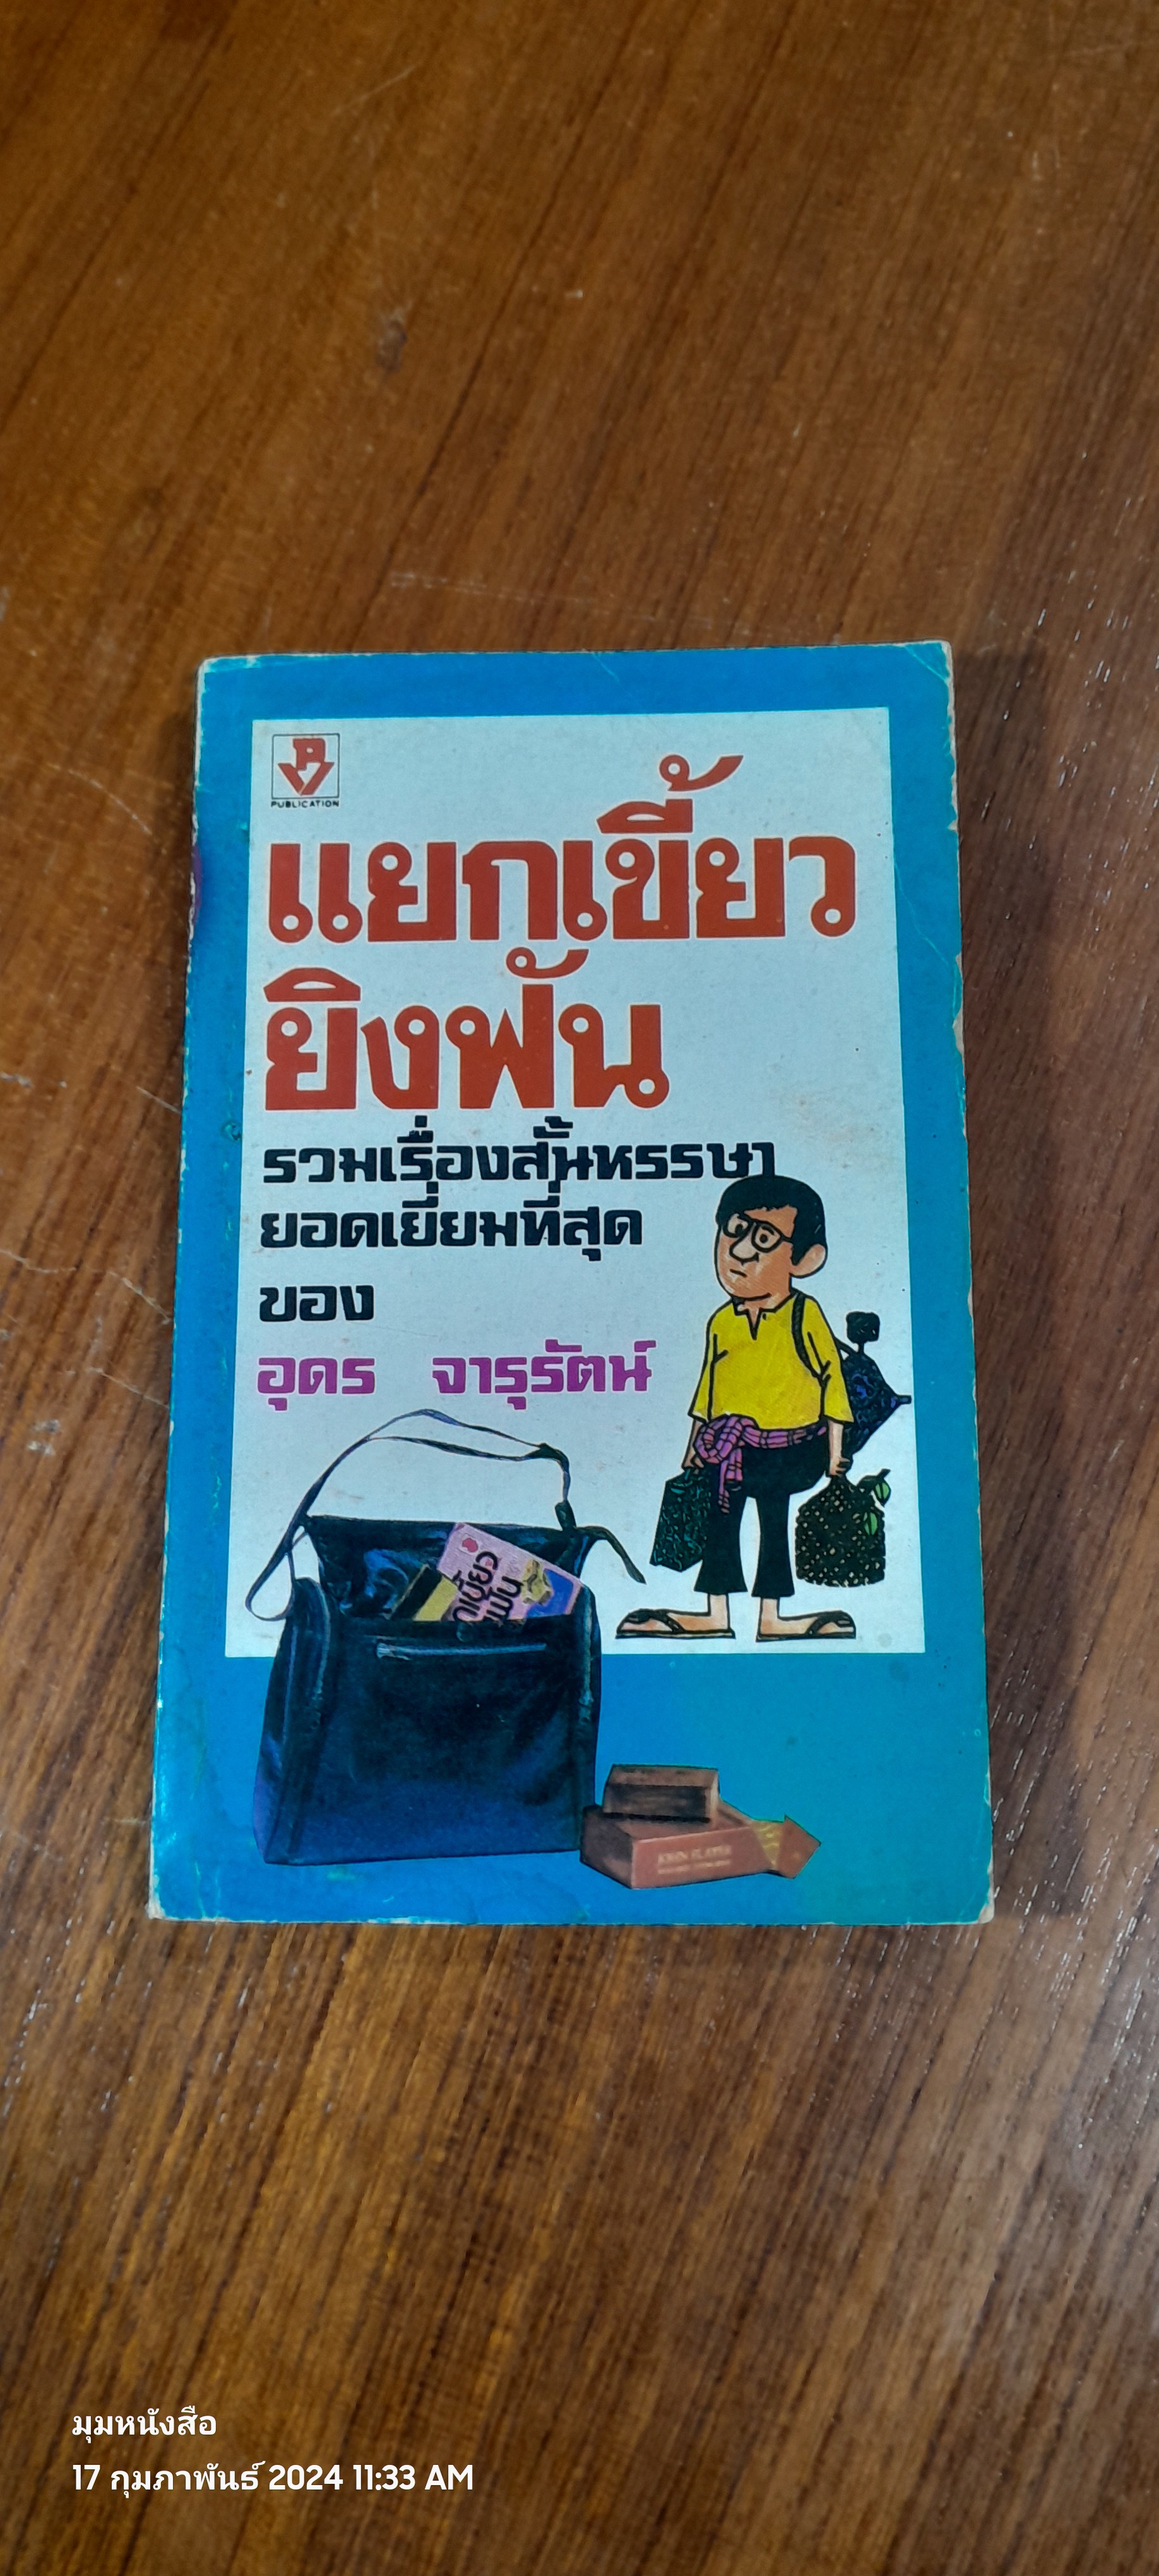 PV
PUBLICATION
แยกเขี้ยว
ยิงฟัน
รวมเรื่องสั้นหรรษา
ยอดเยี่ยมที่สุด
ของ
อุดร จารุรัตน์
มุมหนังสือ
17 กุมภาพันธ์ 2024 11:33 AM